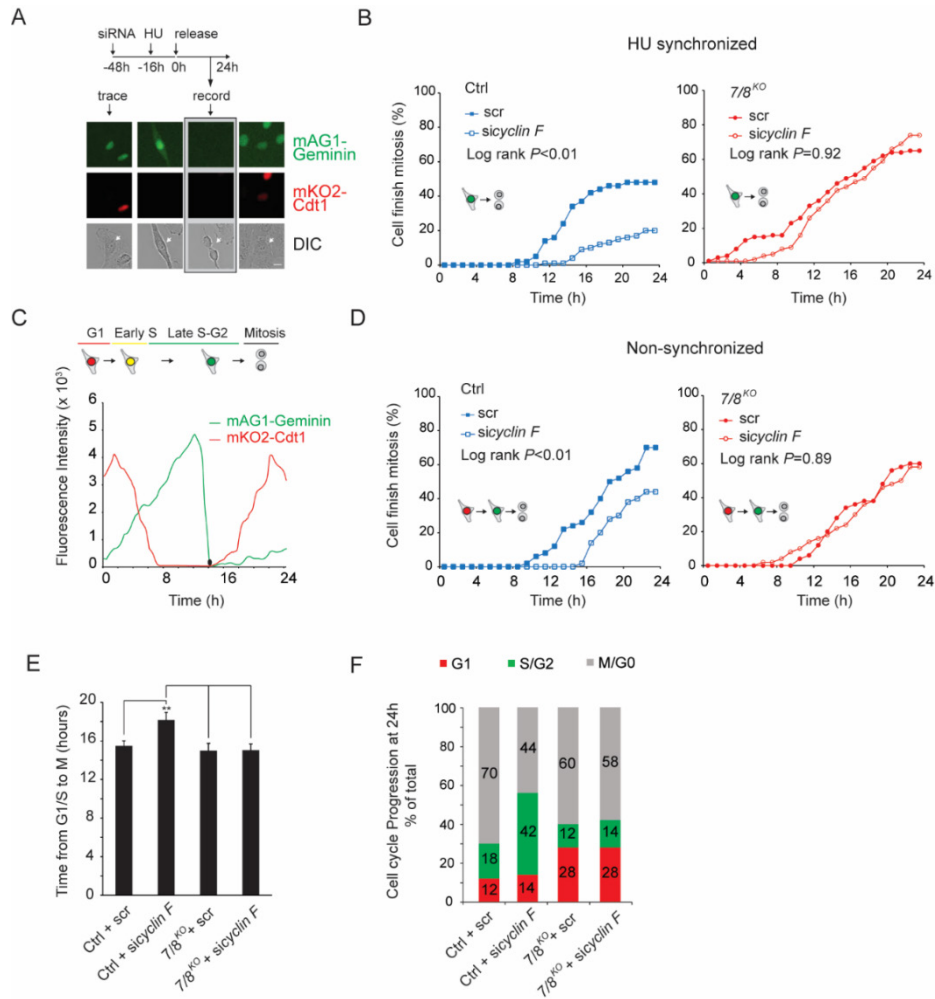 A
siRNA HU release
-48h -16h 0h 24h
trace record
mAG1-
Geminin
mKO2-
Cdt1
DIC
B
HU synchronized
Cell finish mitosis (%)
100
80
60
40
20
0
Ctrl
scr
sicyclin F
Log rank P<0.01
0 4 8 12 16 20 24
Time (h)
100
80
60
40
20
0
7/8KO
scr
sicyclin F
Log rank P=0.92
0 4 8 12 16 20 24
Time (h)
C
G1 Early S Late S-G2 Mitosis
Fluorescence Intensity (x 10³)
6
5
4
3
2
1
0
mAG1-Geminin
mKO2-Cdt1
0 8 16 24
Time (h)
D
Non-synchronized
Cell finish mitosis (%)
100
80
60
40
20
0
Ctrl
scr
sicyclin F
Log rank P<0.01
0 4 8 12 16 20 24
Time (h)
100
80
60
40
20
0
7/8KO
scr
sicyclin F
Log rank P=0.89
0 4 8 12 16 20 24
Time (h)
E
Time from G1/S to M (hours)
20
16
12
8
4
0
**
Ctrl + scr
Ctrl + sicyclin F
7/8KO+ scr
7/8KO + sicyclin F
F
G1 S/G2 M/G0
Cell cycle Progression at 24h
% of total
100
80
60
40
20
0
70 44 60 58
18 42 12 14
12 14 28 28
Ctrl + scr
Ctrl + sicyclin F
7/8KO+ scr
7/8KO + sicyclin F